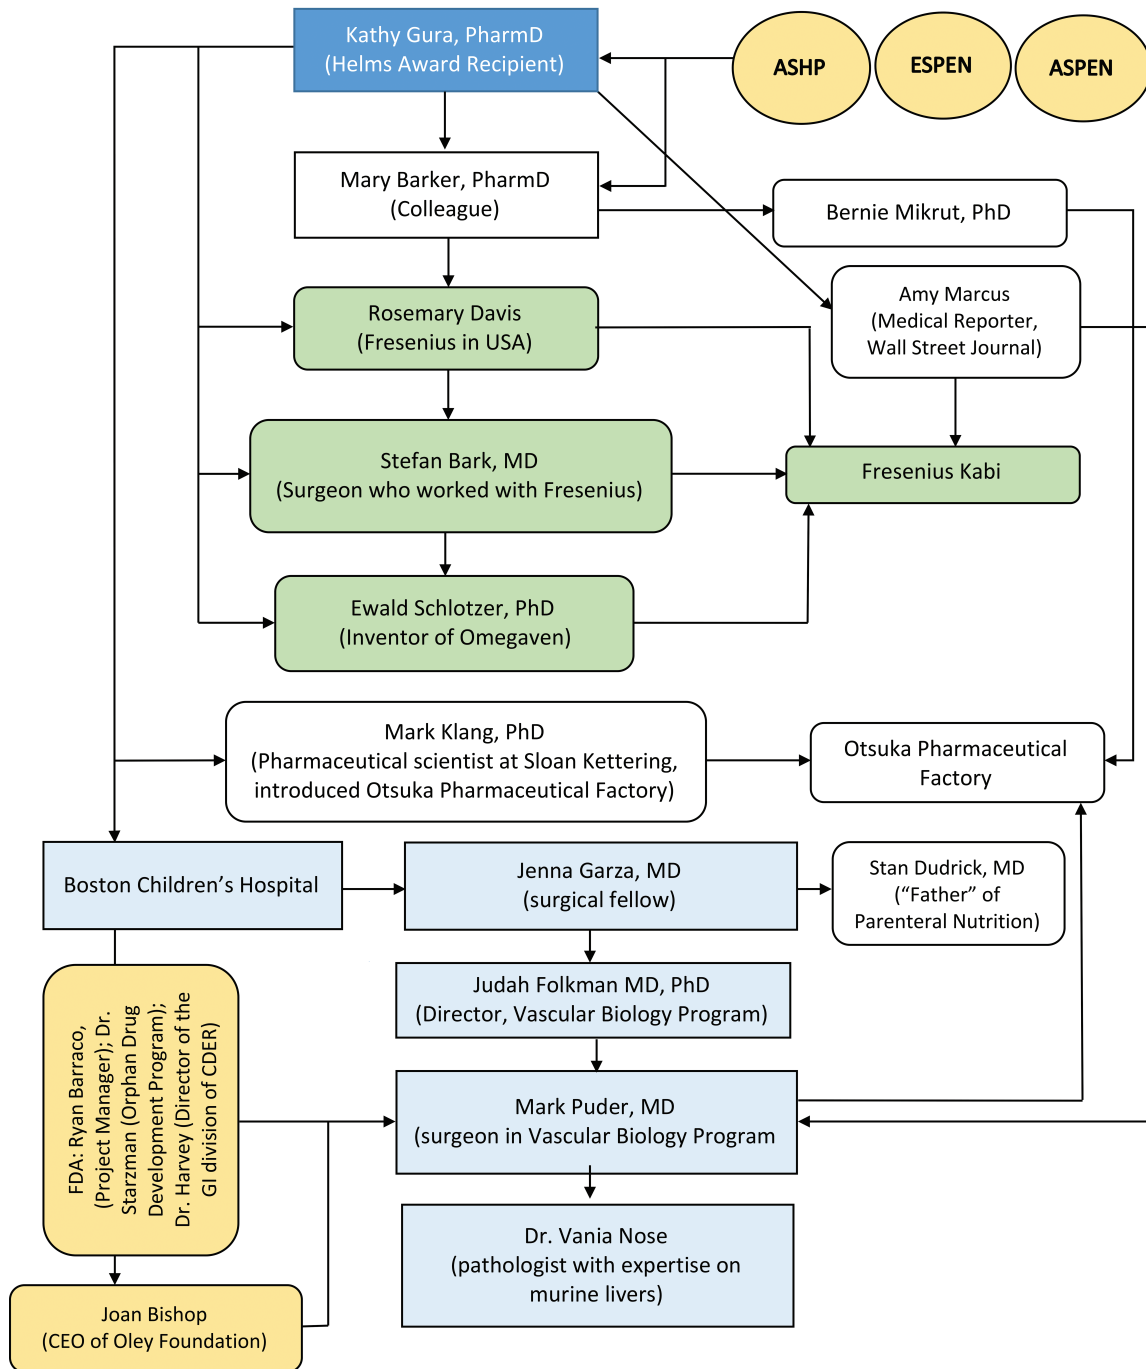 Kathy Gura, PharmD
(Helms Award Recipient)
ASHP
ESPEN
ASPEN
Mary Barker, PharmD
(Colleague)
Bernie Mikrut, PhD
Rosemary Davis
(Fresenius in USA)
Amy Marcus
(Medical Reporter,
Wall Street Journal)
Stefan Bark, MD
(Surgeon who worked with Fresenius)
Fresenius Kabi
Ewald Schlotzer, PhD
(Inventor of Omegaven)
Mark Klang, PhD
(Pharmaceutical scientist at Sloan Kettering,
introduced Otsuka Pharmaceutical Factory)
Otsuka Pharmaceutical
Factory
Boston Children’s Hospital
Jenna Garza, MD
(surgical fellow)
Stan Dudrick, MD
(“Father” of
Parenteral Nutrition)
Judah Folkman MD, PhD
(Director, Vascular Biology Program)
FDA: Ryan Barraco,
(Project Manager); Dr.
Starzman (Orphan Drug
Development Program);
Dr. Harvey (Director of the
GI division of CDER)
Mark Puder, MD
(surgeon in Vascular Biology Program
Dr. Vania Nose
(pathologist with expertise on
murine livers)
Joan Bishop
(CEO of Oley Foundation)